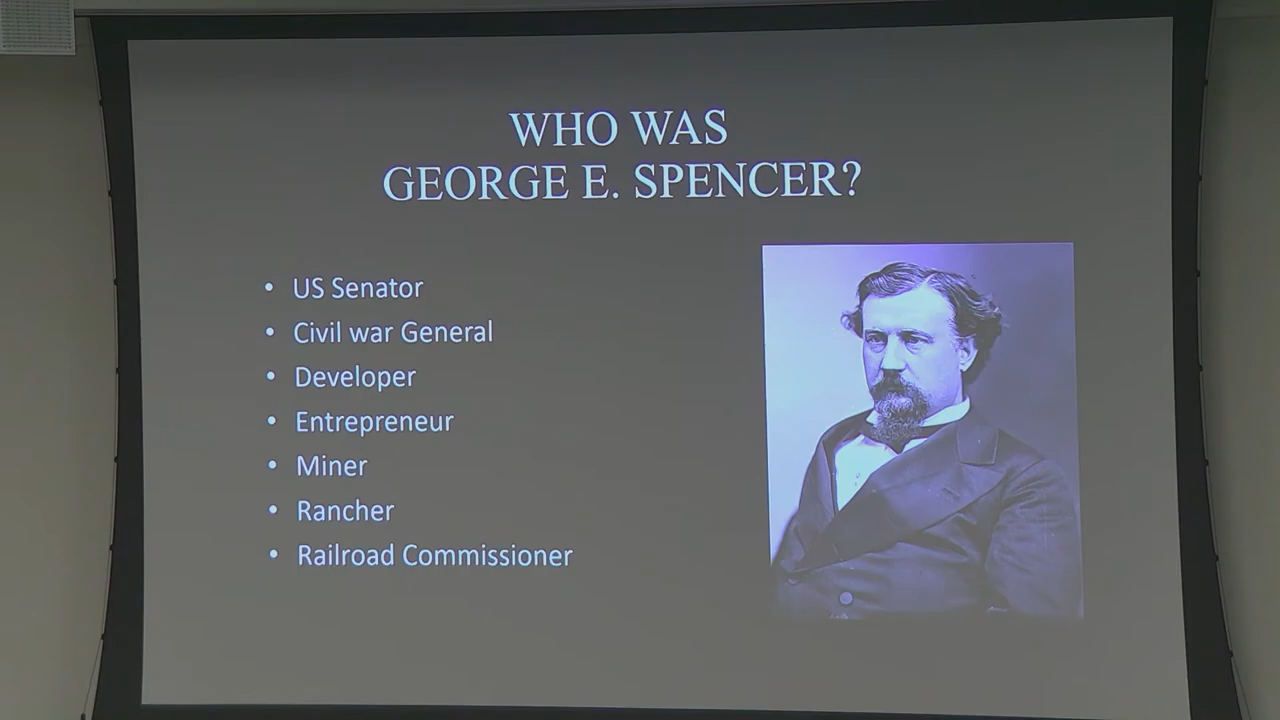 WHO WAS
GEORGE E. SPENCER?
• US Senator
• Civil war General
• Developer
• Entrepreneur
• Miner
• Rancher
• Railroad Commissioner